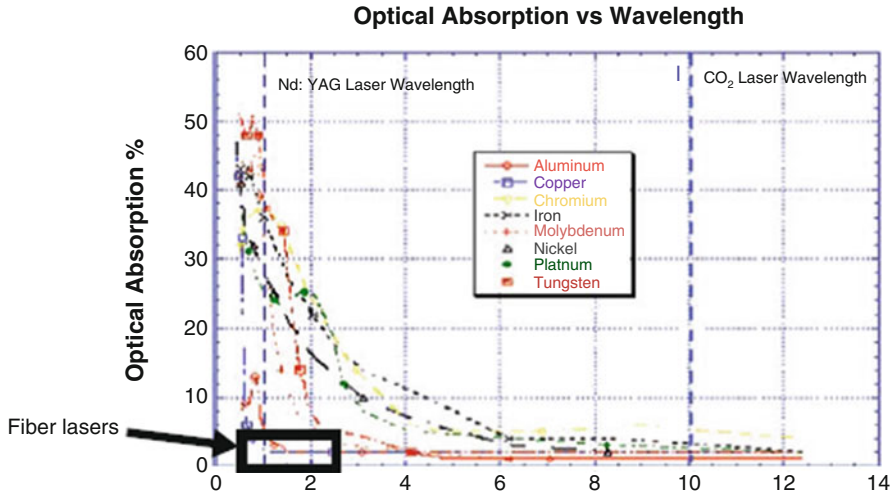 Optical Absorption vs Wavelength
Optical Absorption %
60
50
40
30
20
10
0
Nd: YAG Laser Wavelength
CO₂ Laser Wavelength
Aluminum
Copper
Chromium
Iron
Molybdenum
Nickel
Platnum
Tungsten
Fiber lasers
0 2 4 6 8 10 12 14